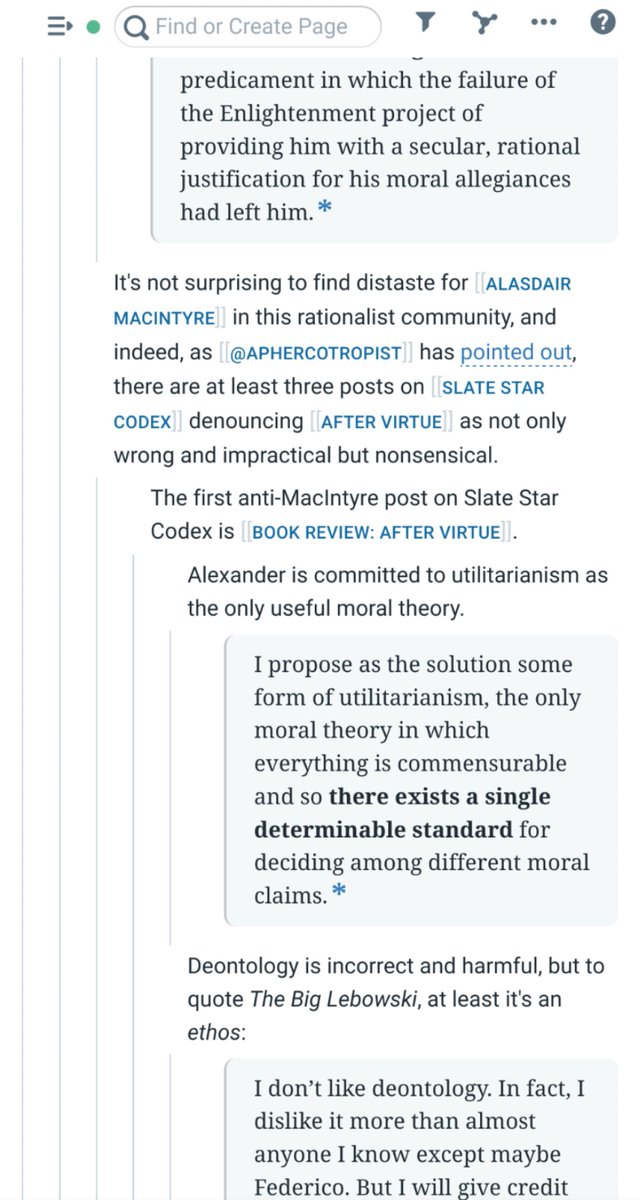 Find or Create Page
predicament in which the failure of
the Enlightenment project of
providing him with a secular, rational
justification for his moral allegiances
had left him.*
It's not surprising to find distaste for [[ALASDAIR
MACINTYRE]] in this rationalist community, and
indeed, as [[@APHERCOTROPIST]] has pointed out,
there are at least three posts on [[SLATE STAR
CODEX]] denouncing [[AFTER VIRTUE]] as not only
wrong and impractical but nonsensical.
The first anti-MacIntyre post on Slate Star
Codex is [[BOOK REVIEW: AFTER VIRTUE]].
Alexander is committed to utilitarianism as
the only useful moral theory.
I propose as the solution some
form of utilitarianism, the only
moral theory in which
everything is commensurable
and so there exists a single
determinable standard for
deciding among different moral
claims.*
Deontology is incorrect and harmful, but to
quote The Big Lebowski, at least it's an
ethos:
I don’t like deontology. In fact, I
dislike it more than almost
anyone I know except maybe
Federico. But I will give credit